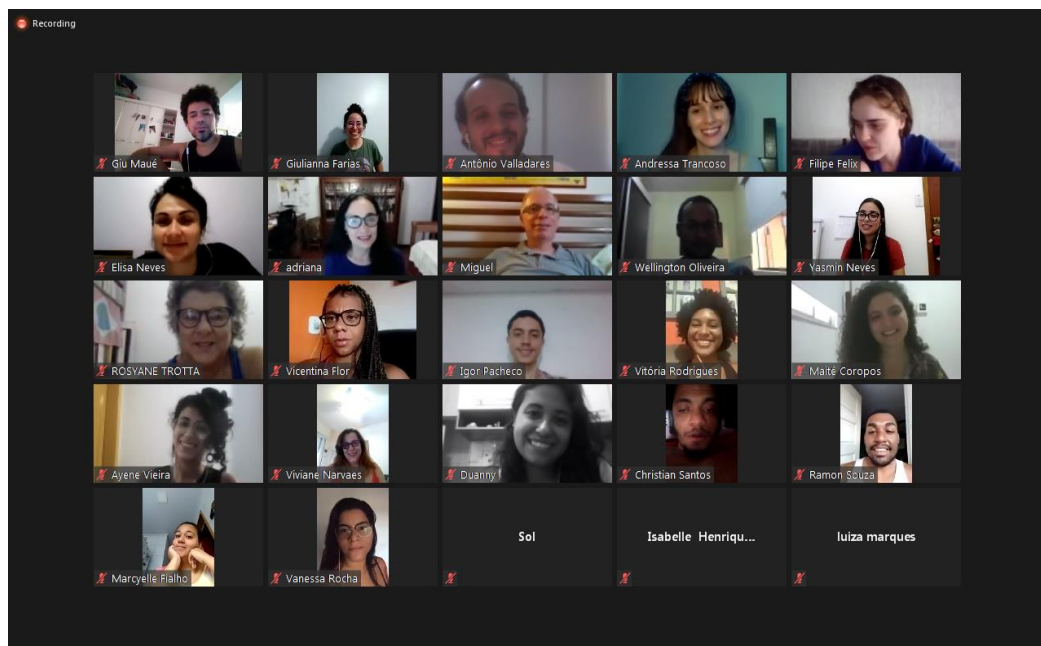 Recording
Giu Maué
Giulianna Farias
Antônio Valladares
Andressa Trancoso
Filipe Felix
Elisa Neves
adriana
Miguel
Wellington Oliveira
Yasmin Neves
ROSYANE TROTTA
Vicentina Flor
Igor Pacheco
Vitória Rodrigues
Maitê Coropos
Ayene Vieira
Viviane Narvaes
Duanny
Christian Santos
Ramon Souza
Marcyelle Fialho
Vanessa Rocha
Sol
Isabelle Henriqu...
luiza marques